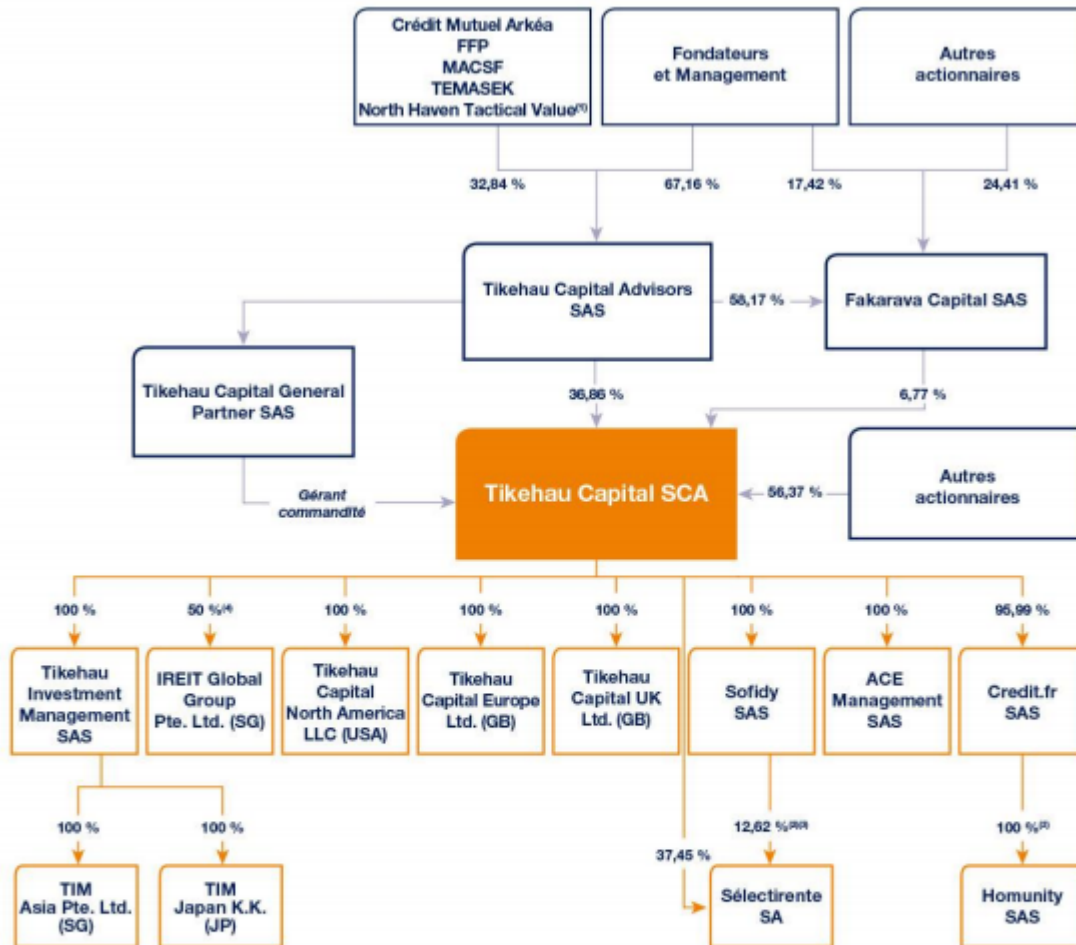 Crédit Mutuel Arkéa
FFP
MACSF
TEMASEK
North Haven Tactical Value(1)
Fondateurs
et Management
Autres
actionnaires
32,84 %
67,16 %
17,42 %
24,41 %
Tikehau Capital Advisors
SAS
58,17 %
Fakarava Capital SAS
Tikehau Capital General
Partner SAS
36,86 %
6,77 %
Gérant
commandité
Tikehau Capital SCA
56,37 %
Autres
actionnaires
100 %
50 %(4)
100 %
100 %
100 %
100 %
100 %
95,99 %
Tikehau
Investment
Management
SAS
IREIT Global
Group
Pte. Ltd. (SG)
Tikehau
Capital
North America
LLC (USA)
Tikehau
Capital Europe
Ltd. (GB)
Tikehau
Capital UK
Ltd. (GB)
Sofidy
SAS
ACE
Management
SAS
Credit.fr
SAS
100 %
100 %
37,45 %
12,62 %(2)(3)
100 %(2)
TIM
Asia Pte. Ltd.
(SG)
TIM
Japan K.K.
(JP)
Sélectirente
SA
Homunity
SAS